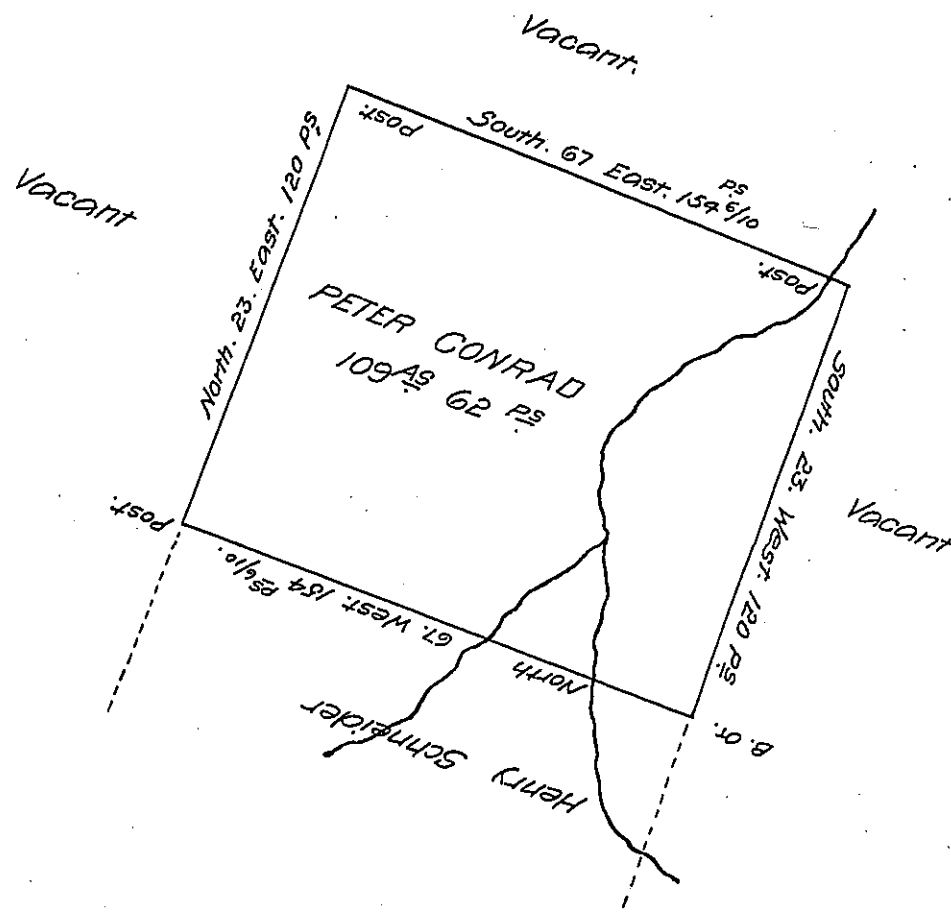 Vacant.
Vacant
Post.
South. 67 East. 154 6/10 ps
Post.
North. 23. East. 120 Ps.
PETER CONRAD
109 As 62 Ps
South. 23. West. 120 Ps.
Vacant
Post.
North 67. West. 154 Ps 6/10.
B. Or.
Henry Schneider